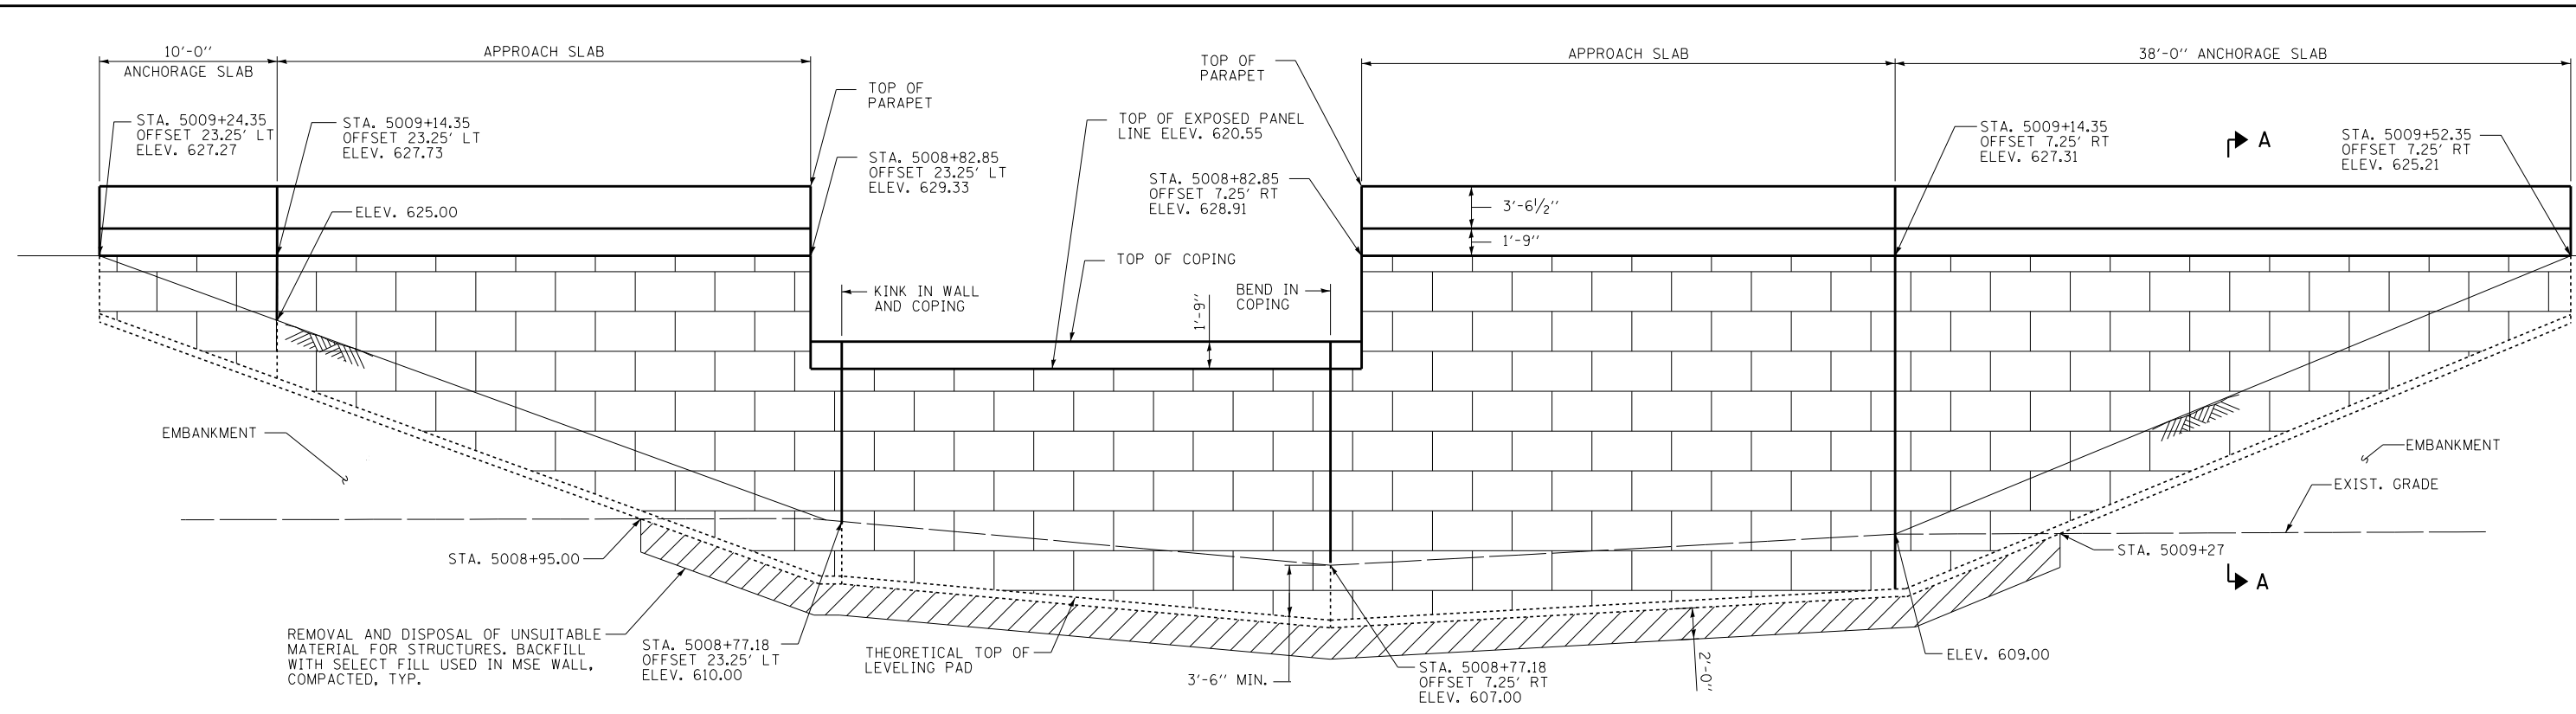 10'-0"
ANCHORAGE SLAB
APPROACH SLAB
STA. 5009+24.35
OFFSET 23.25' LT
ELEV. 627.27
STA. 5009+14.35
OFFSET 23.25' LT
ELEV. 627.73
ELEV. 625.00
TOP OF
PARAPET
STA. 5008+82.85
OFFSET 23.25' LT
ELEV. 629.33
TOP OF EXPOSED PANEL
LINE ELEV. 620.55
TOP OF
PARAPET
STA. 5008+82.85
OFFSET 7.25' RT
ELEV. 628.91
APPROACH SLAB
38'-0" ANCHORAGE SLAB
3'-6½"
1'-9"
STA. 5009+14.35
OFFSET 7.25' RT
ELEV. 627.31
A
STA. 5009+52.35
OFFSET 7.25' RT
ELEV. 625.21
TOP OF COPING
KINK IN WALL
AND COPING
1'-9"
BEND IN
COPING
EMBANKMENT
EMBANKMENT
EXIST. GRADE
STA. 5008+95.00
STA. 5009+27
A
REMOVAL AND DISPOSAL OF UNSUITABLE
MATERIAL FOR STRUCTURES. BACKFILL
WITH SELECT FILL USED IN MSE WALL,
COMPACTED, TYP.
STA. 5008+77.18
OFFSET 23.25' LT
ELEV. 610.00
THEORETICAL TOP OF
LEVELING PAD
3'-6" MIN.
STA. 5008+77.18
OFFSET 7.25' RT
ELEV. 607.00
2'-0"
ELEV. 609.00